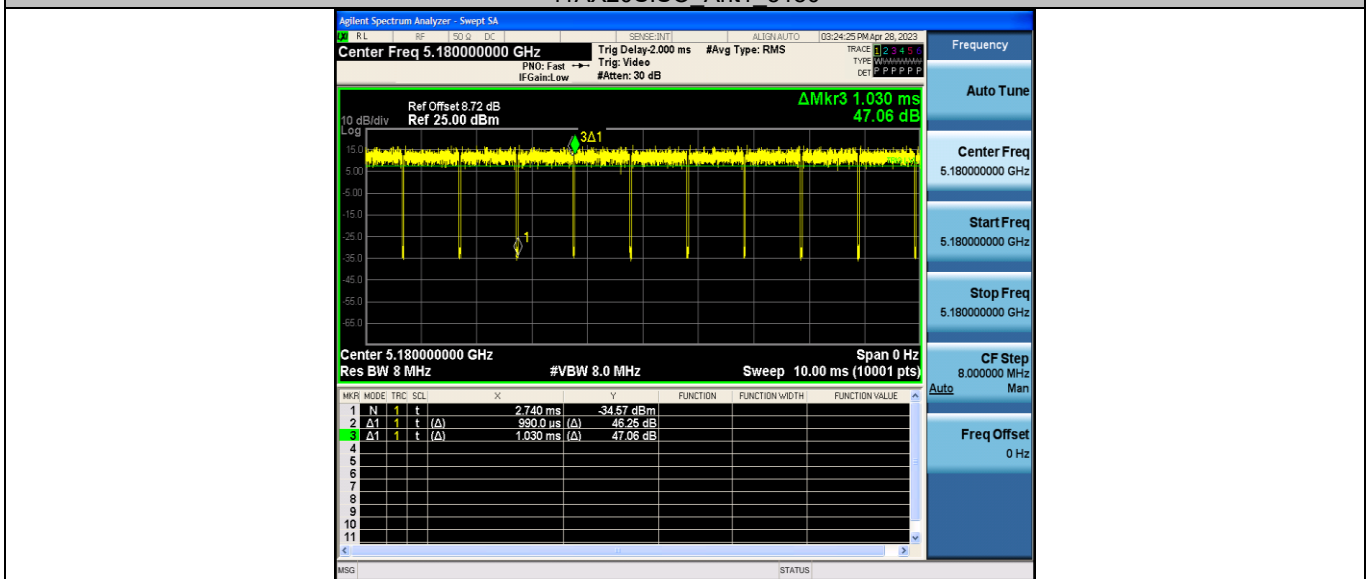 Agilent Spectrum Analyzer - Swept SA
RL RF 50 Ω DC SENSE:INT ALIGNAUTO 03:24:25 PM Apr 28, 2023
Center Freq 5.180000000 GHz
PNO: Fast
IFGain:Low
Trig Delay-2.000 ms
Trig: Video
#Atten: 30 dB
#Avg Type: RMS
TRACE 1 2 3 4 5 6
TYPE
DET P P P P P P
Ref Offset 8.72 dB
10 dB/div Ref 25.00 dBm
Log
ΔMkr3 1.030 ms
47.06 dB
15.0
5.00
-5.00
-15.0
-25.0
-35.0
-45.0
-55.0
-65.0
3Δ1
1
Center 5.180000000 GHz Span 0 Hz
Res BW 8 MHz #VBW 8.0 MHz Sweep 10.00 ms (10001 pts)
MKR MODE TRC SCL X Y FUNCTION FUNCTION WIDTH FUNCTION VALUE
1 N 1 t 2.740 ms -34.57 dBm
2 Δ1 1 t (Δ) 990.0 µs (Δ) 46.25 dB
3 Δ1 1 t (Δ) 1.030 ms (Δ) 47.06 dB
4
5
6
7
8
9
10
11
MSG STATUS
Frequency
Auto Tune
Center Freq
5.180000000 GHz
Start Freq
5.180000000 GHz
Stop Freq
5.180000000 GHz
CF Step
8.000000 MHz
Auto Man
Freq Offset
0 Hz